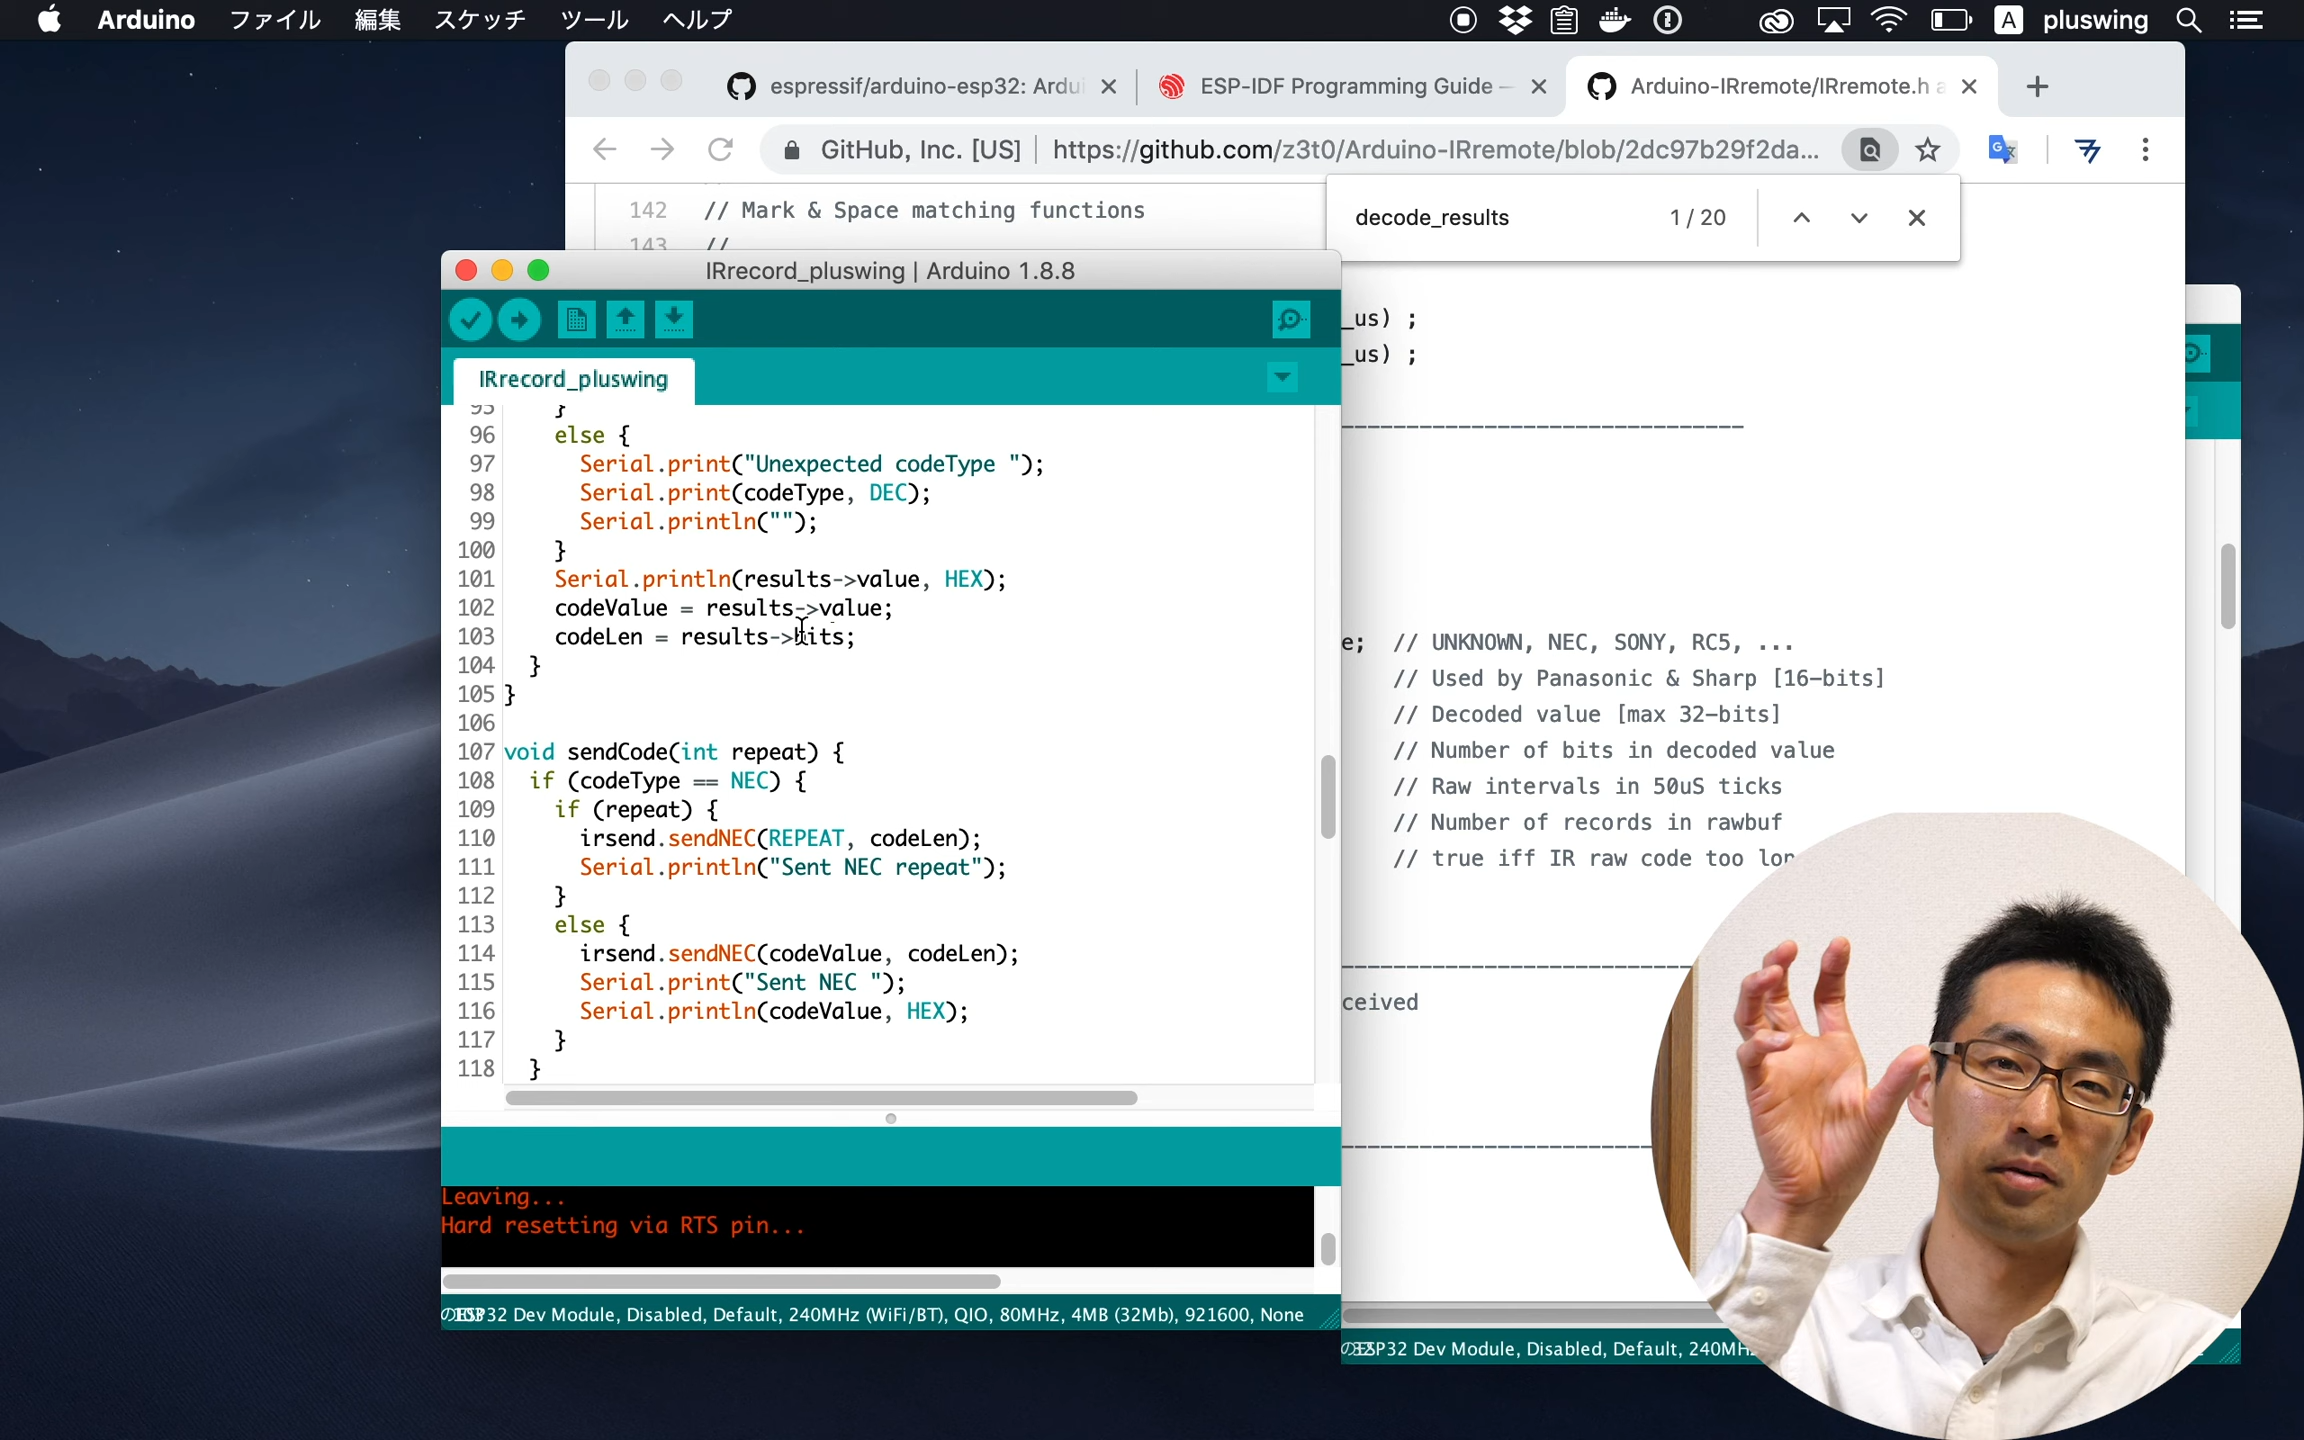 Arduino ファイル 編集 スケッチ ツール ヘルプ
A pluswing
espressif/arduino-esp32: Ardui
ESP-IDF Programming Guide —
Arduino-IRremote/IRremote.h a
GitHub, Inc. [US] https://github.com/z3t0/Arduino-IRremote/blob/2dc97b29f2da...
142 // Mark & Space matching functions
143 //
decode_results 1 / 20
_us) ;
_us) ;
e; // UNKNOWN, NEC, SONY, RC5, ...
// Used by Panasonic & Sharp [16-bits]
// Decoded value [max 32-bits]
// Number of bits in decoded value
// Raw intervals in 50uS ticks
// Number of records in rawbuf
// true iff IR raw code too lon
ceived
IRrecord_pluswing | Arduino 1.8.8
IRrecord_pluswing
95 }
96 else {
97 Serial.print("Unexpected codeType ");
98 Serial.print(codeType, DEC);
99 Serial.println("");
100 }
101 Serial.println(results->value, HEX);
102 codeValue = results->value;
103 codeLen = results->bits;
104 }
105 }
106
107 void sendCode(int repeat) {
108 if (codeType == NEC) {
109 if (repeat) {
110 irsend.sendNEC(REPEAT, codeLen);
111 Serial.println("Sent NEC repeat");
112 }
113 else {
114 irsend.sendNEC(codeValue, codeLen);
115 Serial.print("Sent NEC ");
116 Serial.println(codeValue, HEX);
117 }
118 }
Leaving...
Hard resetting via RTS pin...
ESP32 Dev Module, Disabled, Default, 240MHz (WiFi/BT), QIO, 80MHz, 4MB (32Mb), 921600, None
ESP32 Dev Module, Disabled, Default, 240MHz